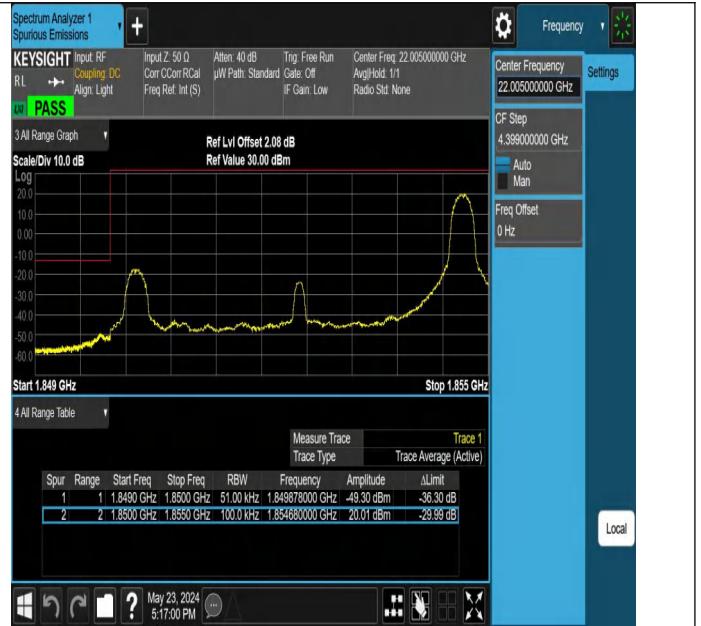 Spectrum Analyzer 1
Spurious Emissions
Frequency
KEYSIGHT
RL
Input: RF
Coupling: DC
Align: Light
Input Z: 50 Ω
Corr CCorr RCal
Freq Ref: Int (S)
Atten: 40 dB
µW Path: Standard
Trig: Free Run
Gate: Off
IF Gain: Low
Center Freq: 22.005000000 GHz
Avg|Hold: 1/1
Radio Std: None
PASS
Center Frequency
22.005000000 GHz
Settings
CF Step
4.399000000 GHz
Auto
Man
Freq Offset
0 Hz
3 All Range Graph
Scale/Div 10.0 dB
Ref Lvl Offset 2.08 dB
Ref Value 30.00 dBm
Log
20.0
10.0
0.00
-10.0
-20.0
-30.0
-40.0
-50.0
-60.0
Start 1.849 GHz
Stop 1.855 GHz
4 All Range Table
Measure Trace Trace 1
Trace Type Trace Average (Active)
Spur Range Start Freq Stop Freq RBW Frequency Amplitude ΔLimit
1 1 1.8490 GHz 1.8500 GHz 51.00 kHz 1.849878000 GHz -49.30 dBm -36.30 dB
2 2 1.8500 GHz 1.8550 GHz 100.0 kHz 1.854680000 GHz 20.01 dBm -29.99 dB
Local
?
May 23, 2024
5:17:00 PM